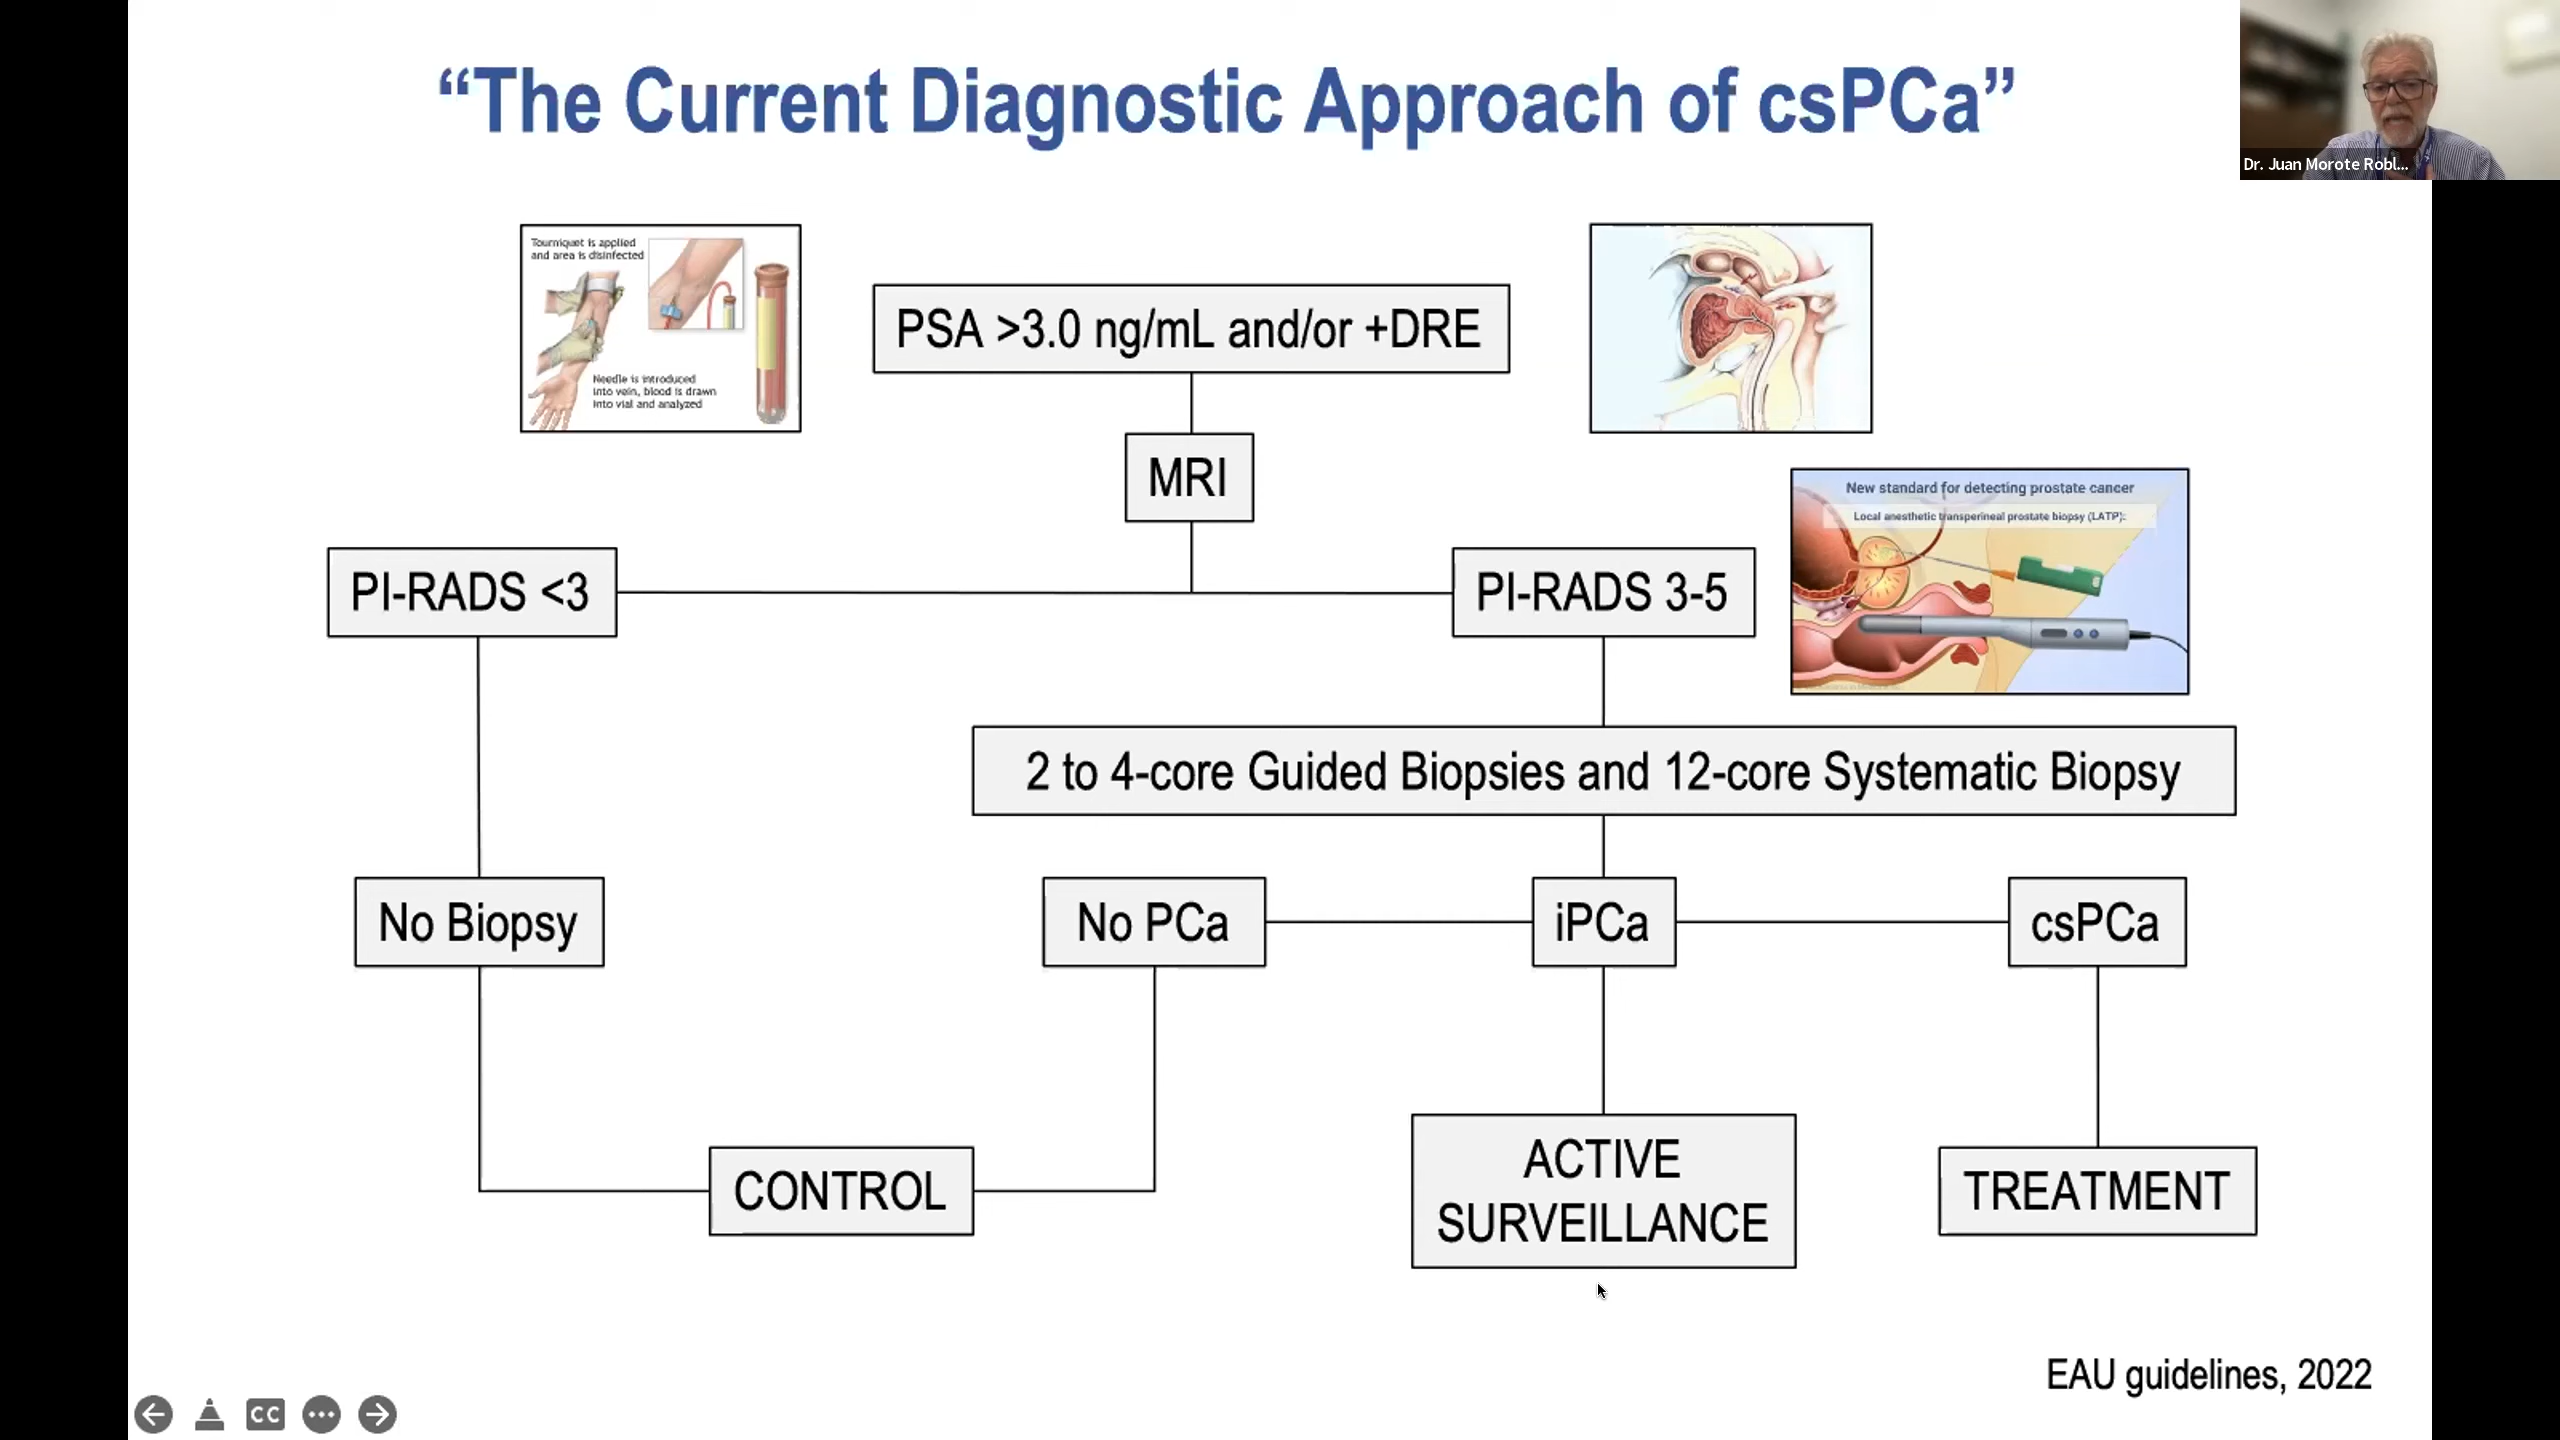 “The Current Diagnostic Approach of csPCa”
Dr. Juan Morote Robl...
Tourniquet is applied
and area is disinfected
Needle is introduced
into vein, blood is drawn
into vial and analyzed
PSA >3.0 ng/mL and/or +DRE
MRI
New standard for detecting prostate cancer
Local anesthetic transperineal prostate biopsy (LATP):
PI-RADS <3
PI-RADS 3-5
2 to 4-core Guided Biopsies and 12-core Systematic Biopsy
No Biopsy
No PCa
iPCa
csPCa
CONTROL
ACTIVE
SURVEILLANCE
TREATMENT
EAU guidelines, 2022
CC